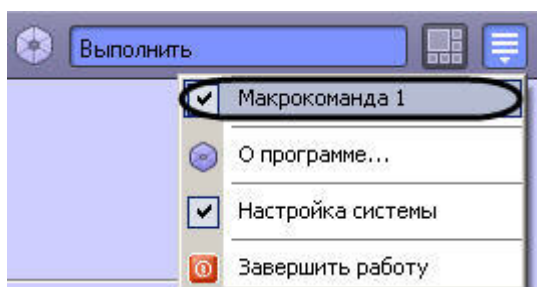 Выполнить
Макрокоманда 1
О программе...
Настройка системы
Завершить работу